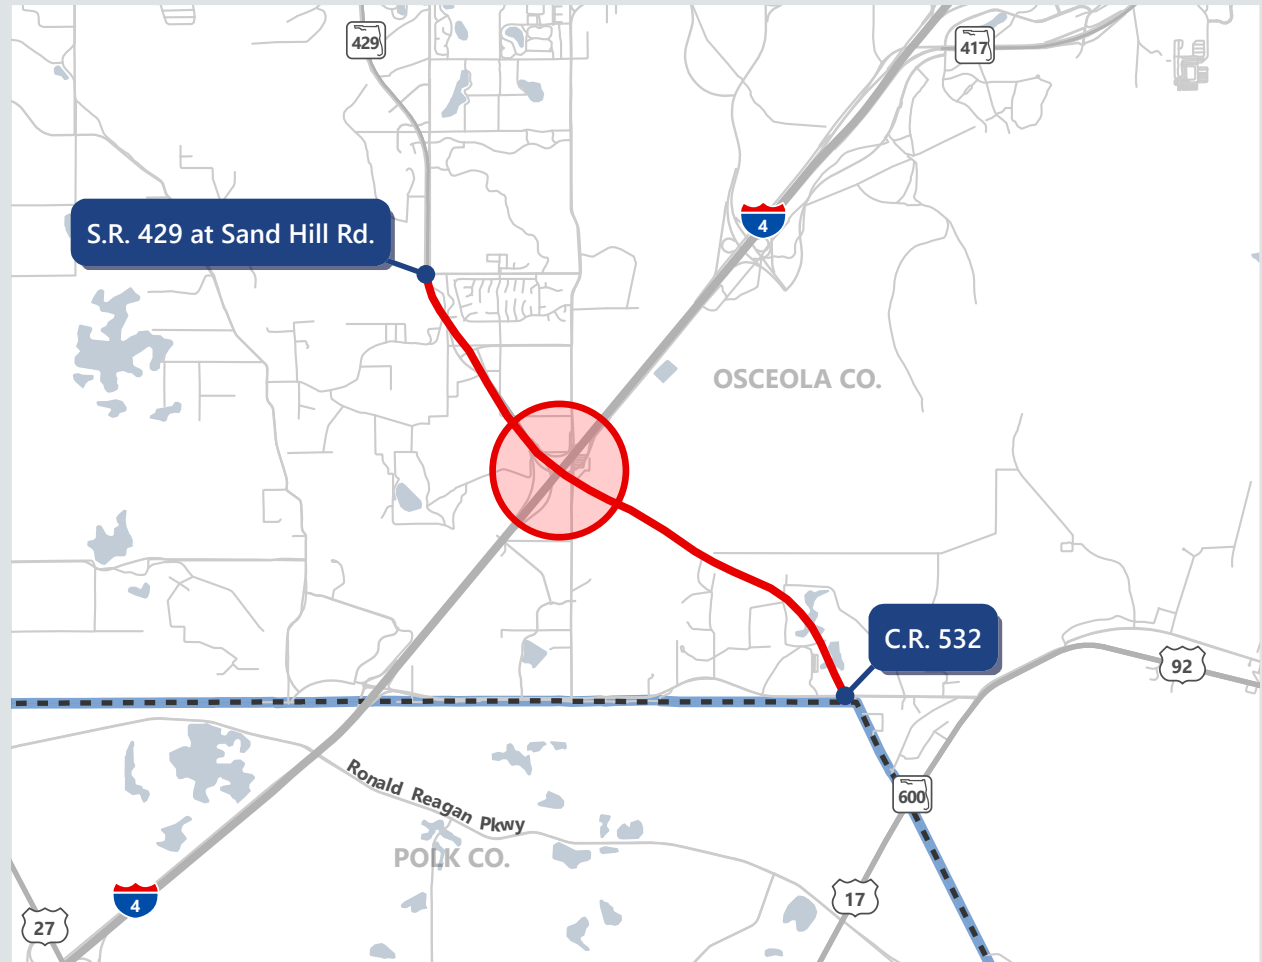 429
417
S.R. 429 at Sand Hill Rd.
4
OSCEOLA CO.
C.R. 532
92
Ronald Reagan Pkwy
600
POLK CO.
4
17
27